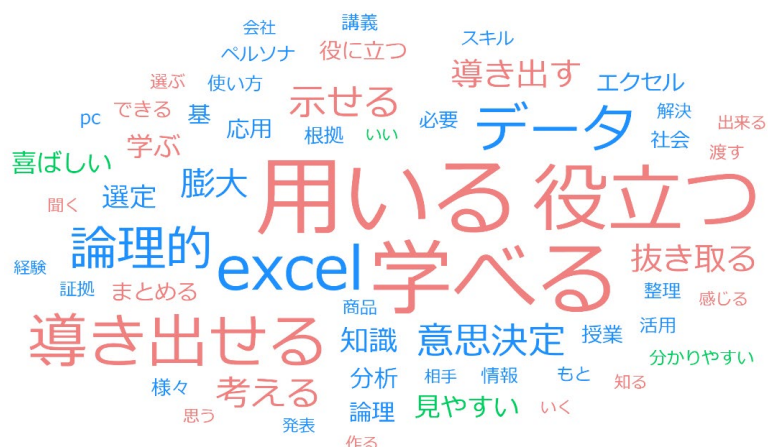 会社
講義
スキル
ペルソナ
役に立つ
選ぶ
使い方
導き出す
エクセル
pc
できる
基
示せる
データ
解決
出来る
学ぶ
応用
根拠
いい
必要
社会
渡す
喜ばしい
聞く
選定
膨大
用いる
役立つ
論理的
excel
学べる
抜き取る
経験
証拠
まとめる
商品
整理
感じる
導き出せる
知識
意思決定
授業
活用
分かりやすい
様々
考える
分析
相手
情報
もと
知る
思う
発表
論理
見やすい
いく
作る